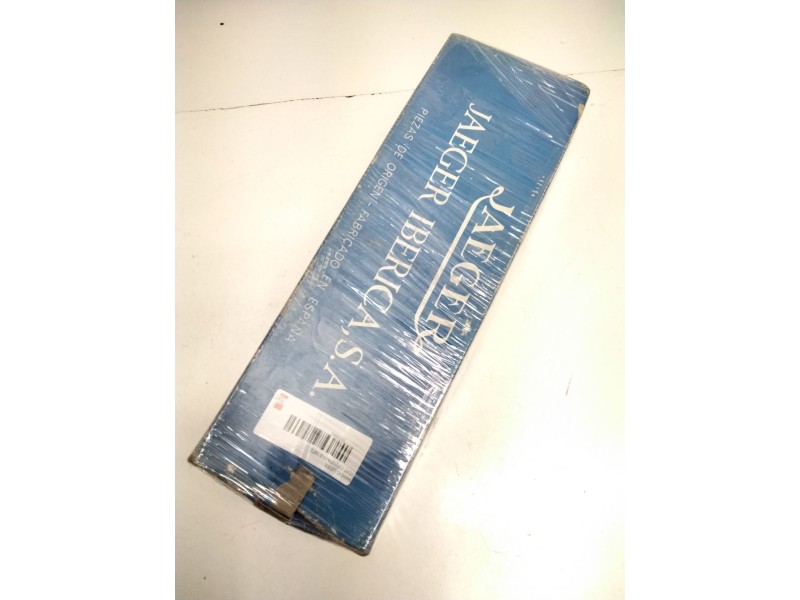 JAEGER
JAEGER IBERICA, S.A.
PIEZAS DE ORIGEN - FABRICADO EN ESPAÑA